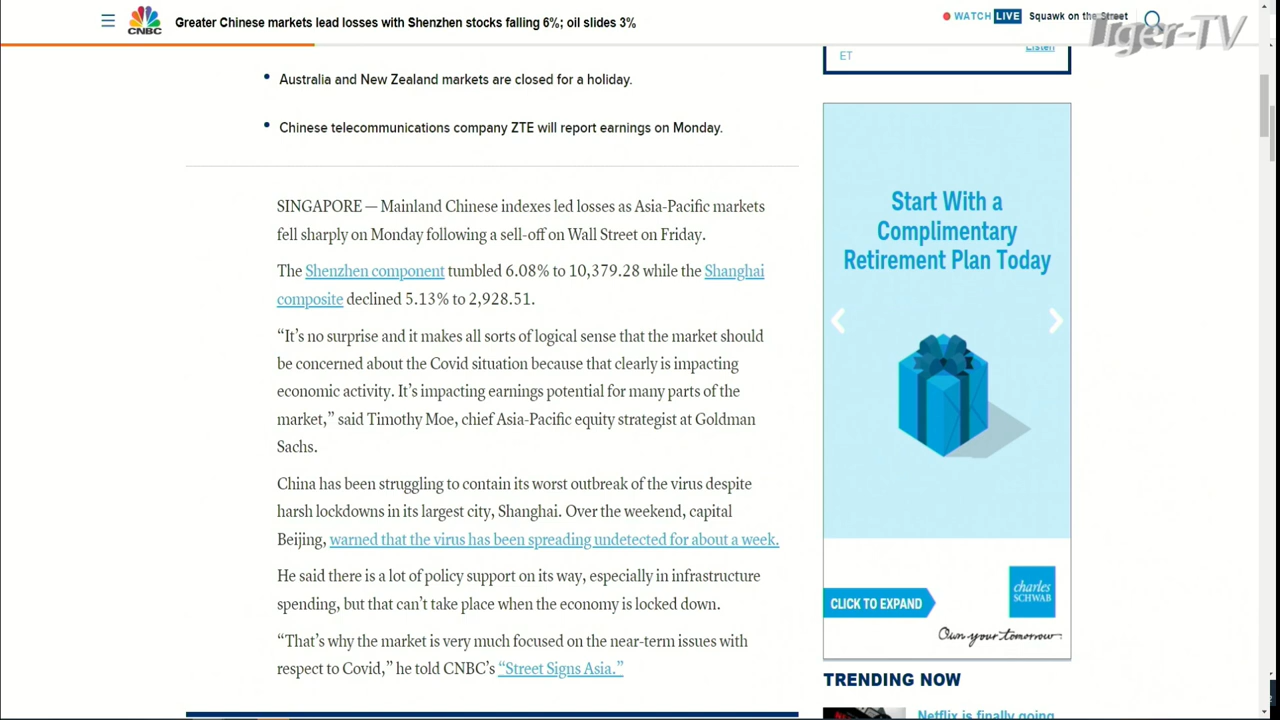 CNBC
Greater Chinese markets lead losses with Shenzhen stocks falling 6%; oil slides 3%
WATCH LIVE Squawk on the Street
Tiger-TV
Listen
ET
• Australia and New Zealand markets are closed for a holiday.
• Chinese telecommunications company ZTE will report earnings on Monday.
SINGAPORE — Mainland Chinese indexes led losses as Asia-Pacific markets
fell sharply on Monday following a sell-off on Wall Street on Friday.
The Shenzhen component tumbled 6.08% to 10,379.28 while the Shanghai
composite declined 5.13% to 2,928.51.
“It’s no surprise and it makes all sorts of logical sense that the market should
be concerned about the Covid situation because that clearly is impacting
economic activity. It’s impacting earnings potential for many parts of the
market,” said Timothy Moe, chief Asia-Pacific equity strategist at Goldman
Sachs.
China has been struggling to contain its worst outbreak of the virus despite
harsh lockdowns in its largest city, Shanghai. Over the weekend, capital
Beijing, warned that the virus has been spreading undetected for about a week.
He said there is a lot of policy support on its way, especially in infrastructure
spending, but that can’t take place when the economy is locked down.
“That’s why the market is very much focused on the near-term issues with
respect to Covid,” he told CNBC’s “Street Signs Asia.”
Start With a
Complimentary
Retirement Plan Today
CLICK TO EXPAND
charles
SCHWAB
Own your tomorrow
TRENDING NOW
Netflix is finally going